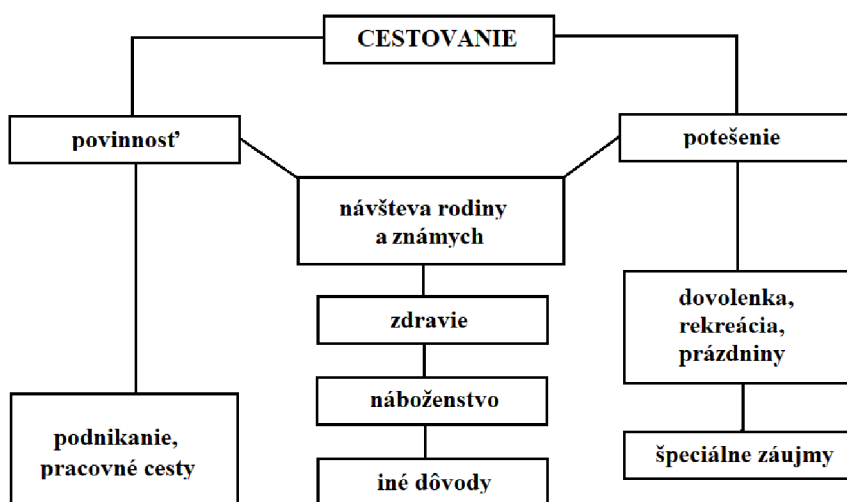 CESTOVANIE
povinnosť
potešenie
návšteva rodiny
a známych
dovolenka,
rekreácia,
prázdniny
zdravie
náboženstvo
podnikanie,
pracovné cesty
špeciálne záujmy
iné dôvody